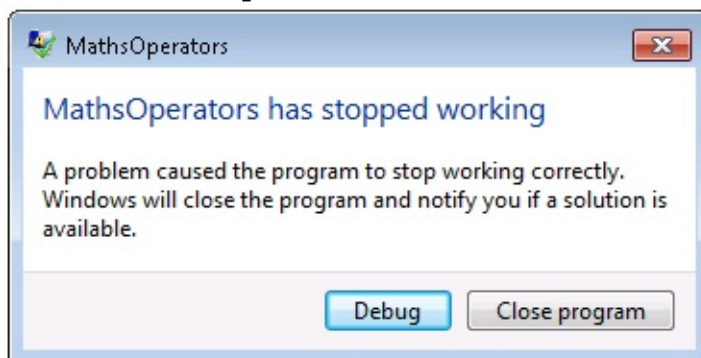 MathsOperators
MathsOperators has stopped working
A problem caused the program to stop working correctly.
Windows will close the program and notify you if a solution is
available.
Debug Close program